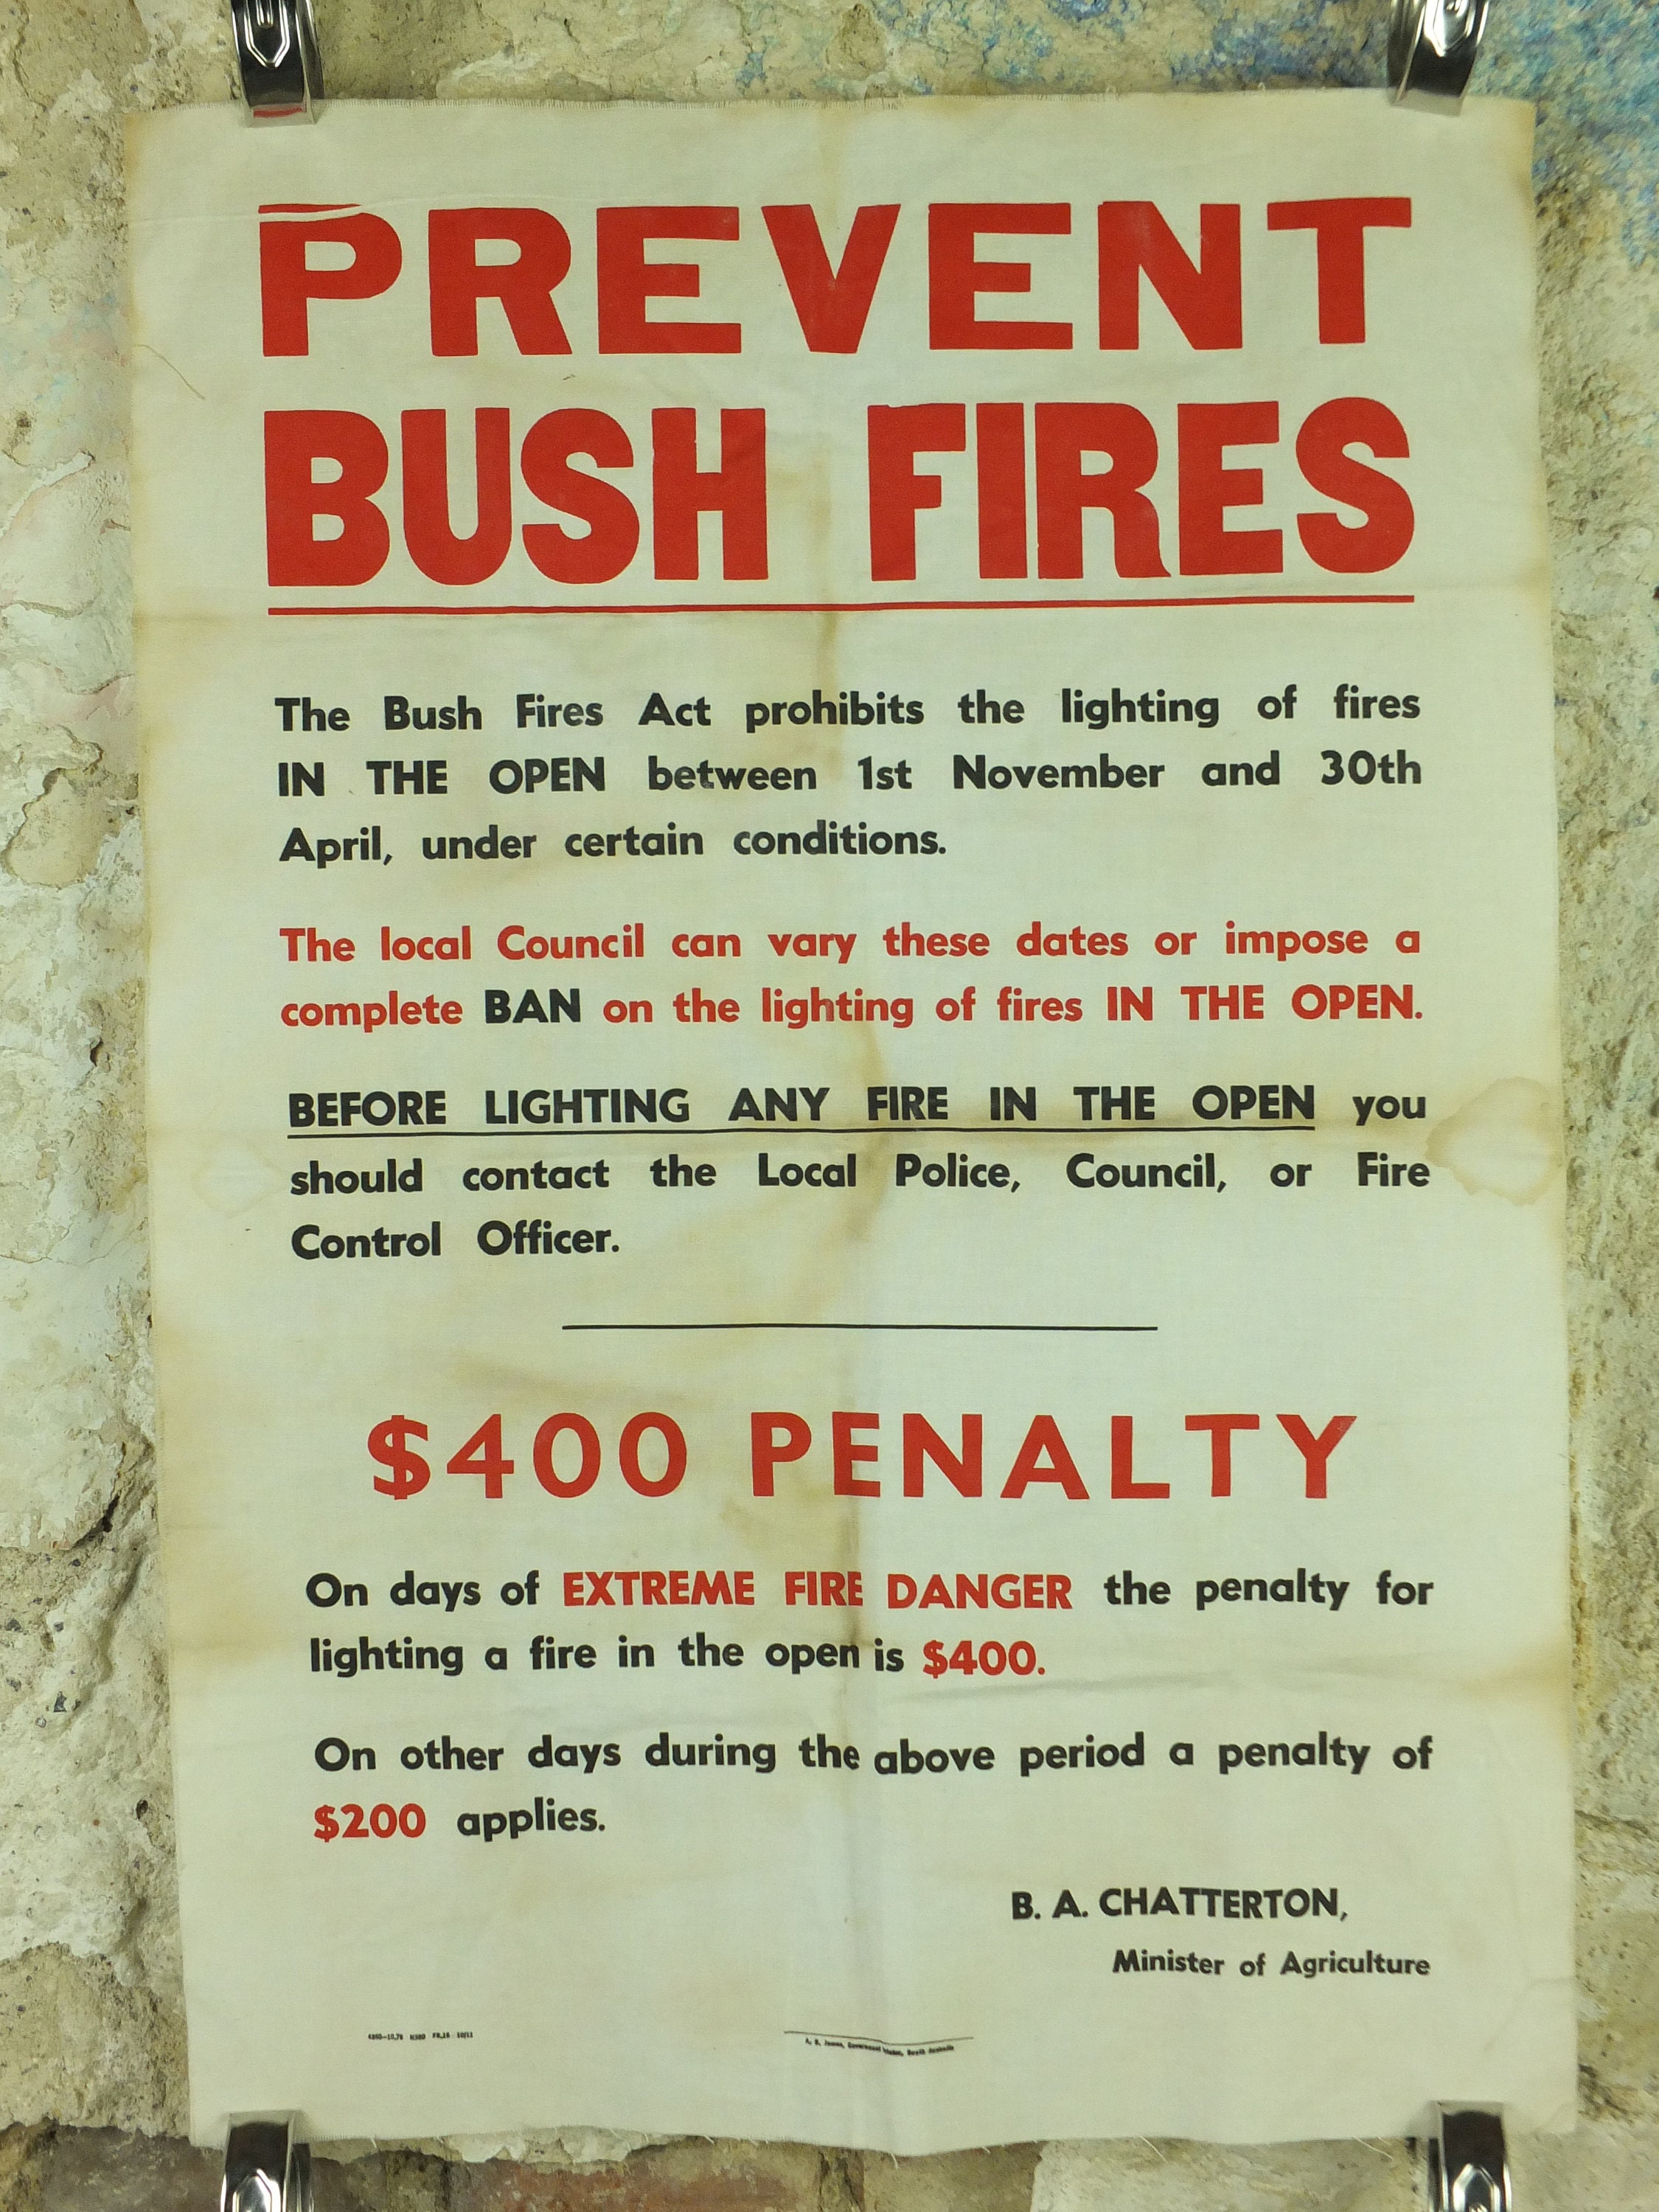 PREVENT
BUSH FIRES
The Bush Fires Act prohibits the lighting of fires
IN THE OPEN between 1st November and 30th
April, under certain conditions.
The local Council can vary these dates or impose a
complete BAN on the lighting of fires IN THE OPEN.
BEFORE LIGHTING ANY FIRE IN THE OPEN you
should contact the Local Police, Council, or Fire
Control Officer.
$400 PENALTY
On days of EXTREME FIRE DANGER the penalty for
lighting a fire in the open is $400.
On other days during the above period a penalty of
$200 applies.
B. A. CHATTERTON,
Minister of Agriculture
James, Government South Australia